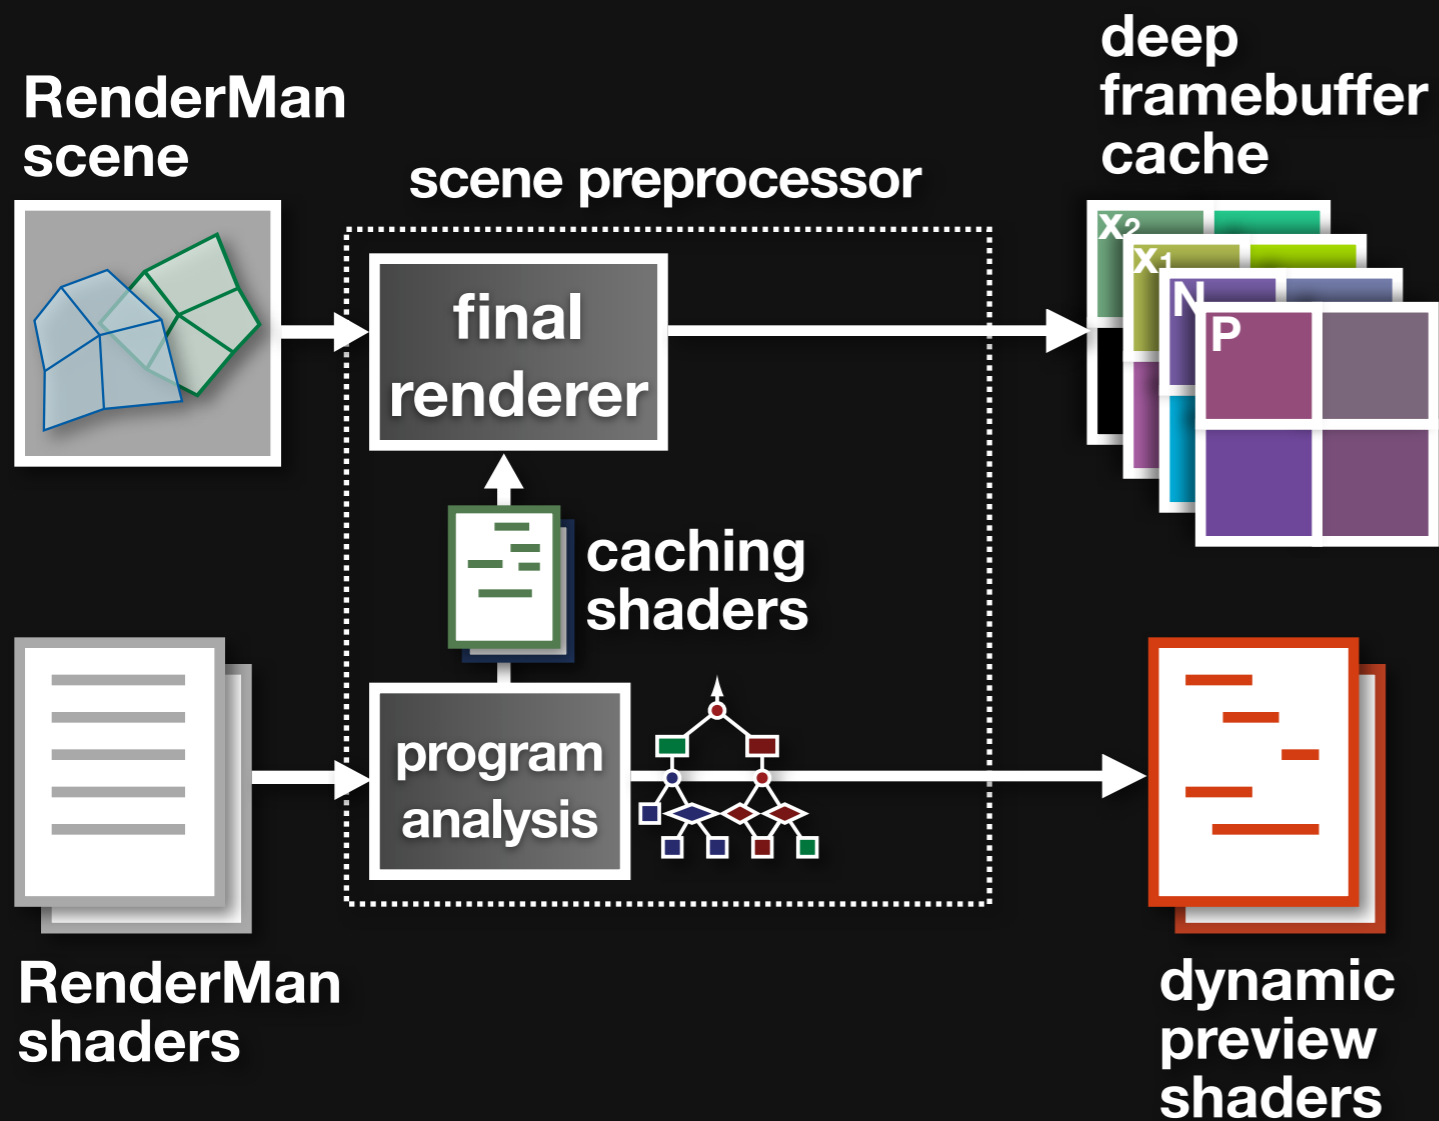 RenderMan
scene
scene preprocessor
deep
framebuffer
cache
final
renderer
x2
x1
N
P
caching
shaders
program
analysis
RenderMan
shaders
dynamic
preview
shaders